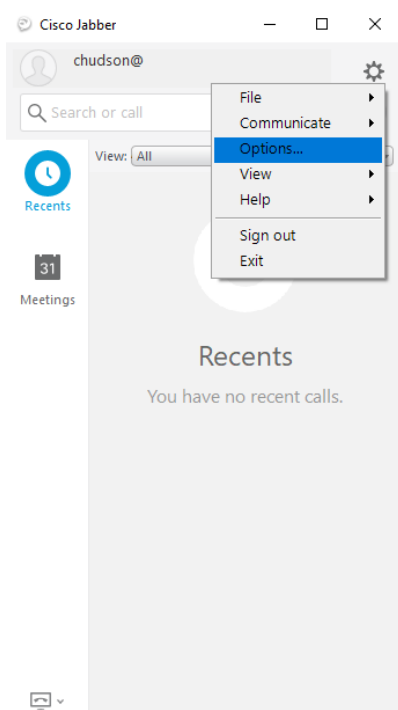 Cisco Jabber
chudson@
Search or call
File
Communicate
Options...
View
Help
Sign out
Exit
View: All
Recents
31
Meetings
Recents
You have no recent calls.